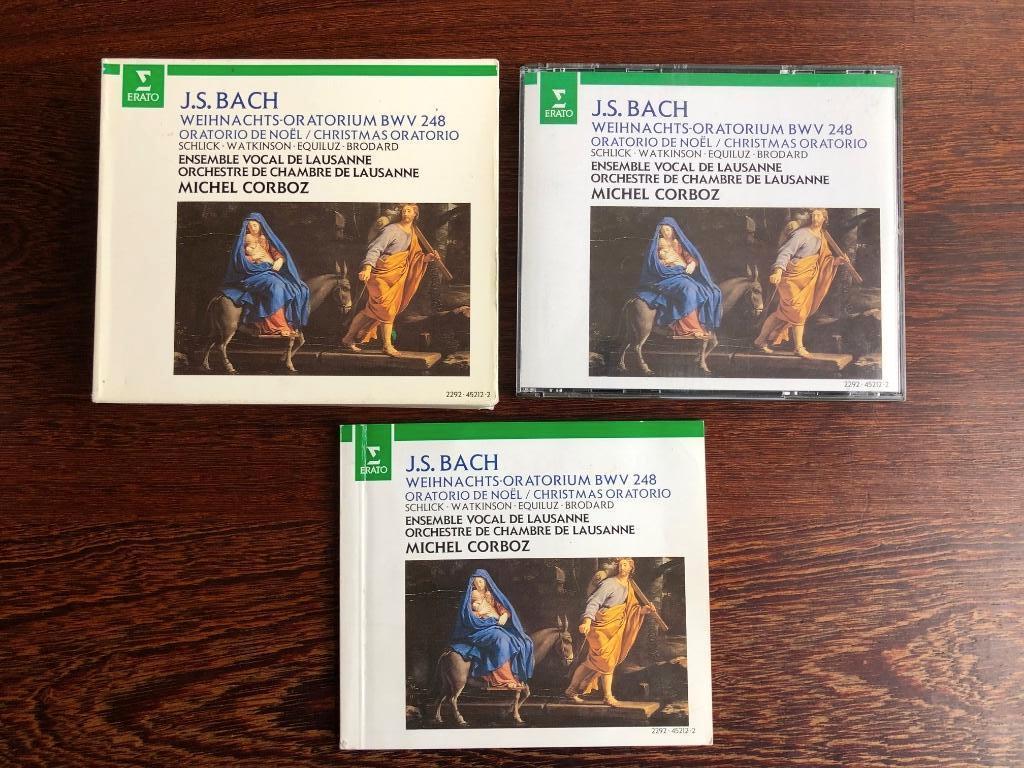 ERATO
J.S. BACH
WEIHNACHTS-ORATORIUM BWV 248
ORATORIO DE NOËL / CHRISTMAS ORATORIO
SCHLICK · WATKINSON · EQUILUZ · BRODARD
ENSEMBLE VOCAL DE LAUSANNE
ORCHESTRE DE CHAMBRE DE LAUSANNE
MICHEL CORBOZ
2292-45212-2
ERATO
J.S. BACH
WEIHNACHTS-ORATORIUM BWV 248
ORATORIO DE NOËL / CHRISTMAS ORATORIO
SCHLICK · WATKINSON · EQUILUZ · BRODARD
ENSEMBLE VOCAL DE LAUSANNE
ORCHESTRE DE CHAMBRE DE LAUSANNE
MICHEL CORBOZ
2292-45212-2
ERATO
J.S. BACH
WEIHNACHTS-ORATORIUM BWV 248
ORATORIO DE NOËL / CHRISTMAS ORATORIO
SCHLICK · WATKINSON · EQUILUZ · BRODARD
ENSEMBLE VOCAL DE LAUSANNE
ORCHESTRE DE CHAMBRE DE LAUSANNE
MICHEL CORBOZ
2292-45212-2